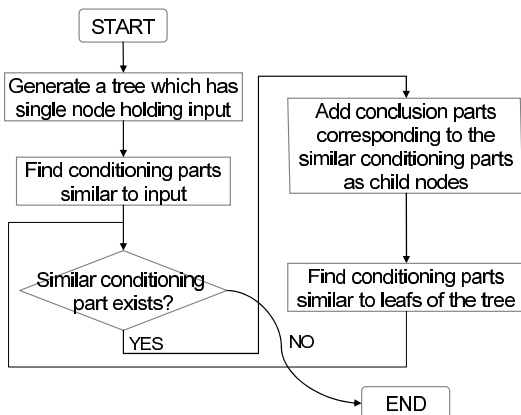 START
Generate a tree which has
single node holding input
Find conditioning parts
similar to input
Similar conditioning
part exists?
YES
NO
Add conclusion parts
corresponding to the
similar conditioning parts
as child nodes
Find conditioning parts
similar to leafs of the tree
END